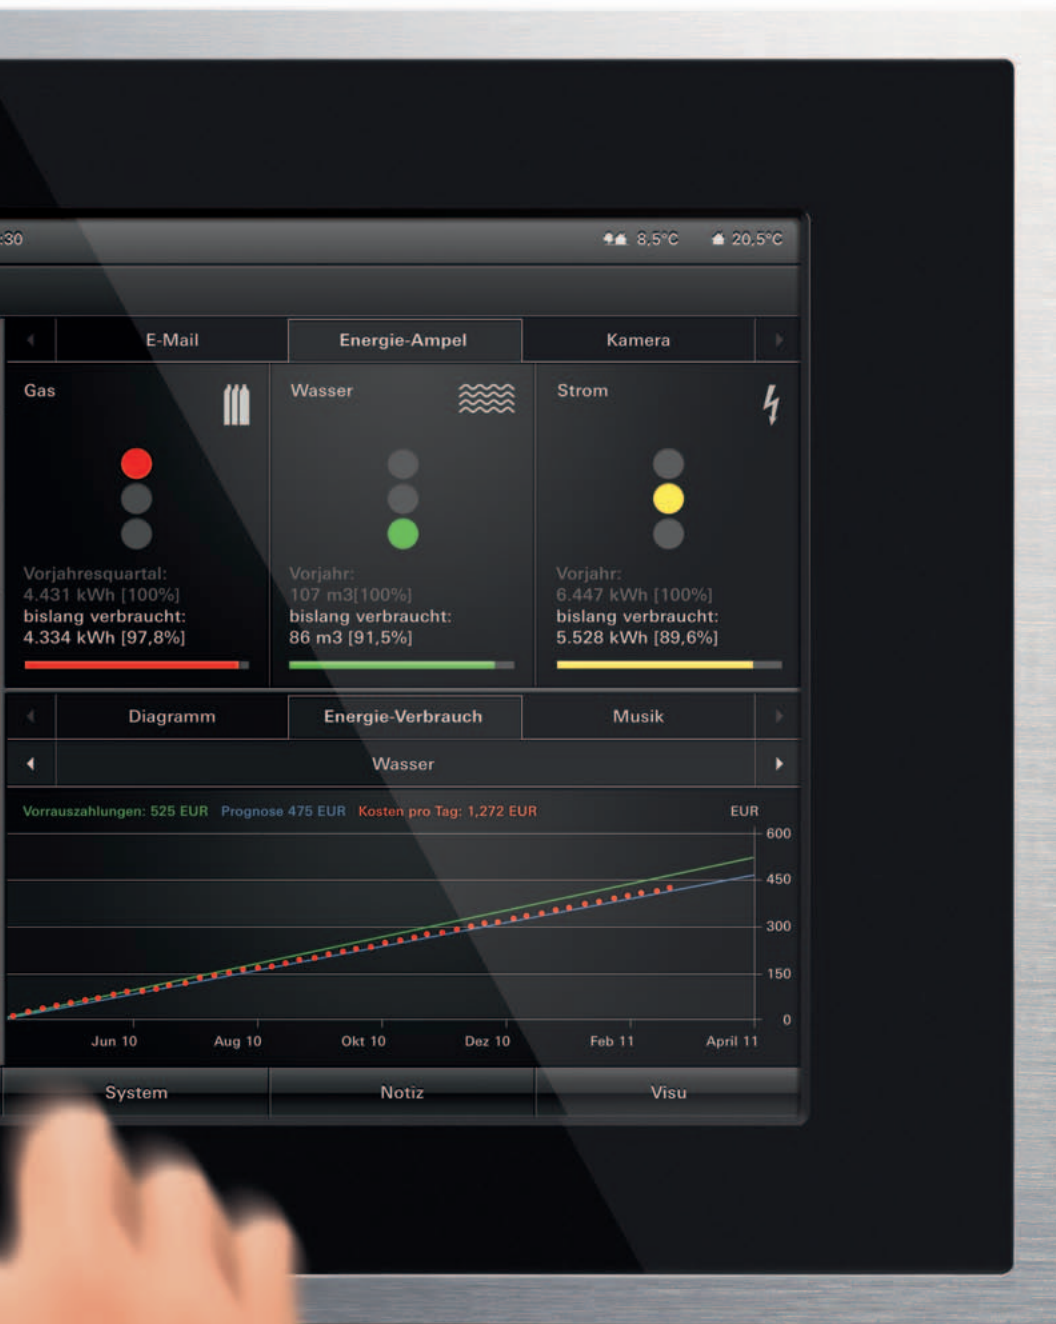 :30 8,5°C 20,5°C
E-Mail Energie-Ampel Kamera
Gas
Vorjahresquartal:
4.431 kWh [100%]
bislang verbraucht:
4.334 kWh [97,8%]
Wasser
Vorjahr:
107 m3[100%]
bislang verbraucht:
86 m3 [91,5%]
Strom
Vorjahr:
6.447 kWh [100%]
bislang verbraucht:
5.528 kWh [89,6%]
Diagramm Energie-Verbrauch Musik
Wasser
Vorrauszahlungen: 525 EUR Prognose 475 EUR Kosten pro Tag: 1,272 EUR EUR
600
450
300
150
0
Jun 10 Aug 10 Okt 10 Dez 10 Feb 11 April 11
System Notiz Visu